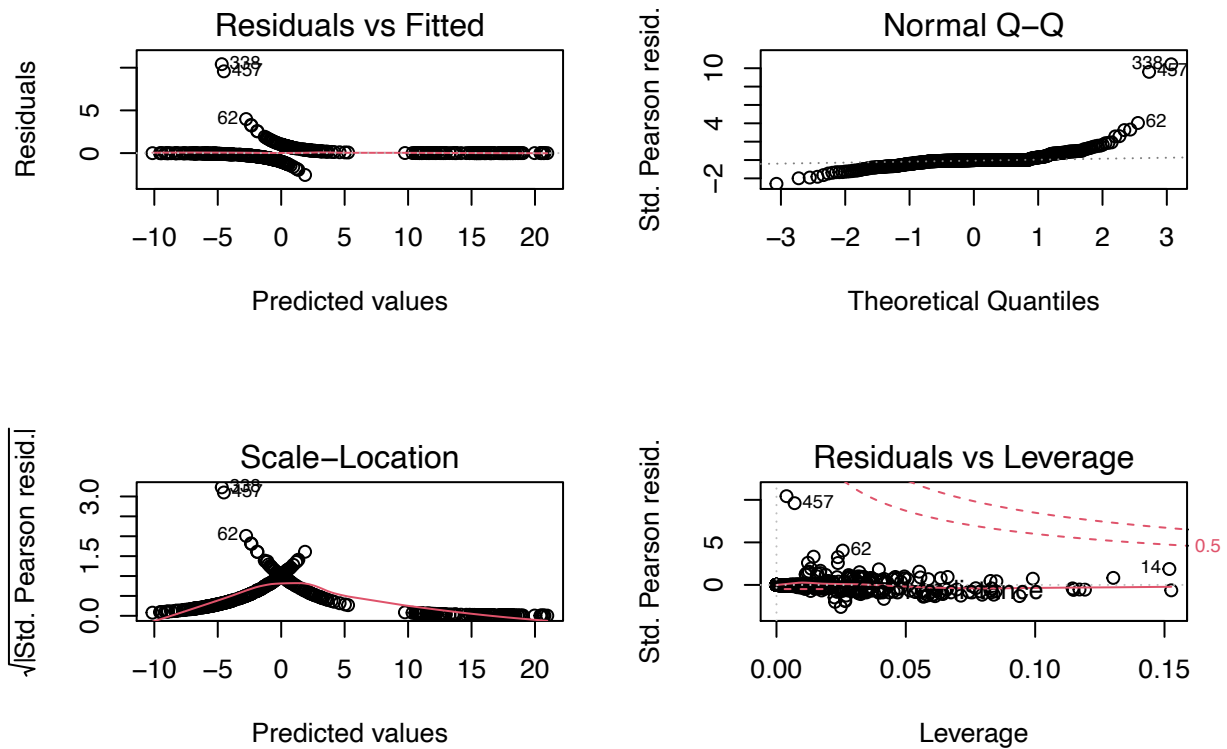 Residuals vs Fitted
Residuals
5
0
338
457
62
−10 −5 0 5 10 15 20
Predicted values
Normal Q−Q
Std. Pearson resid.
10
4
−2
338
457
62
−3 −2 −1 0 1 2 3
Theoretical Quantiles
Scale−Location
√|Std. Pearson resid.|
3.0
1.5
0.0
338
457
62
−10 −5 0 5 10 15 20
Predicted values
Residuals vs Leverage
Std. Pearson resid.
5
0
457
62
14
0.5
0.00 0.05 0.10 0.15
Leverage